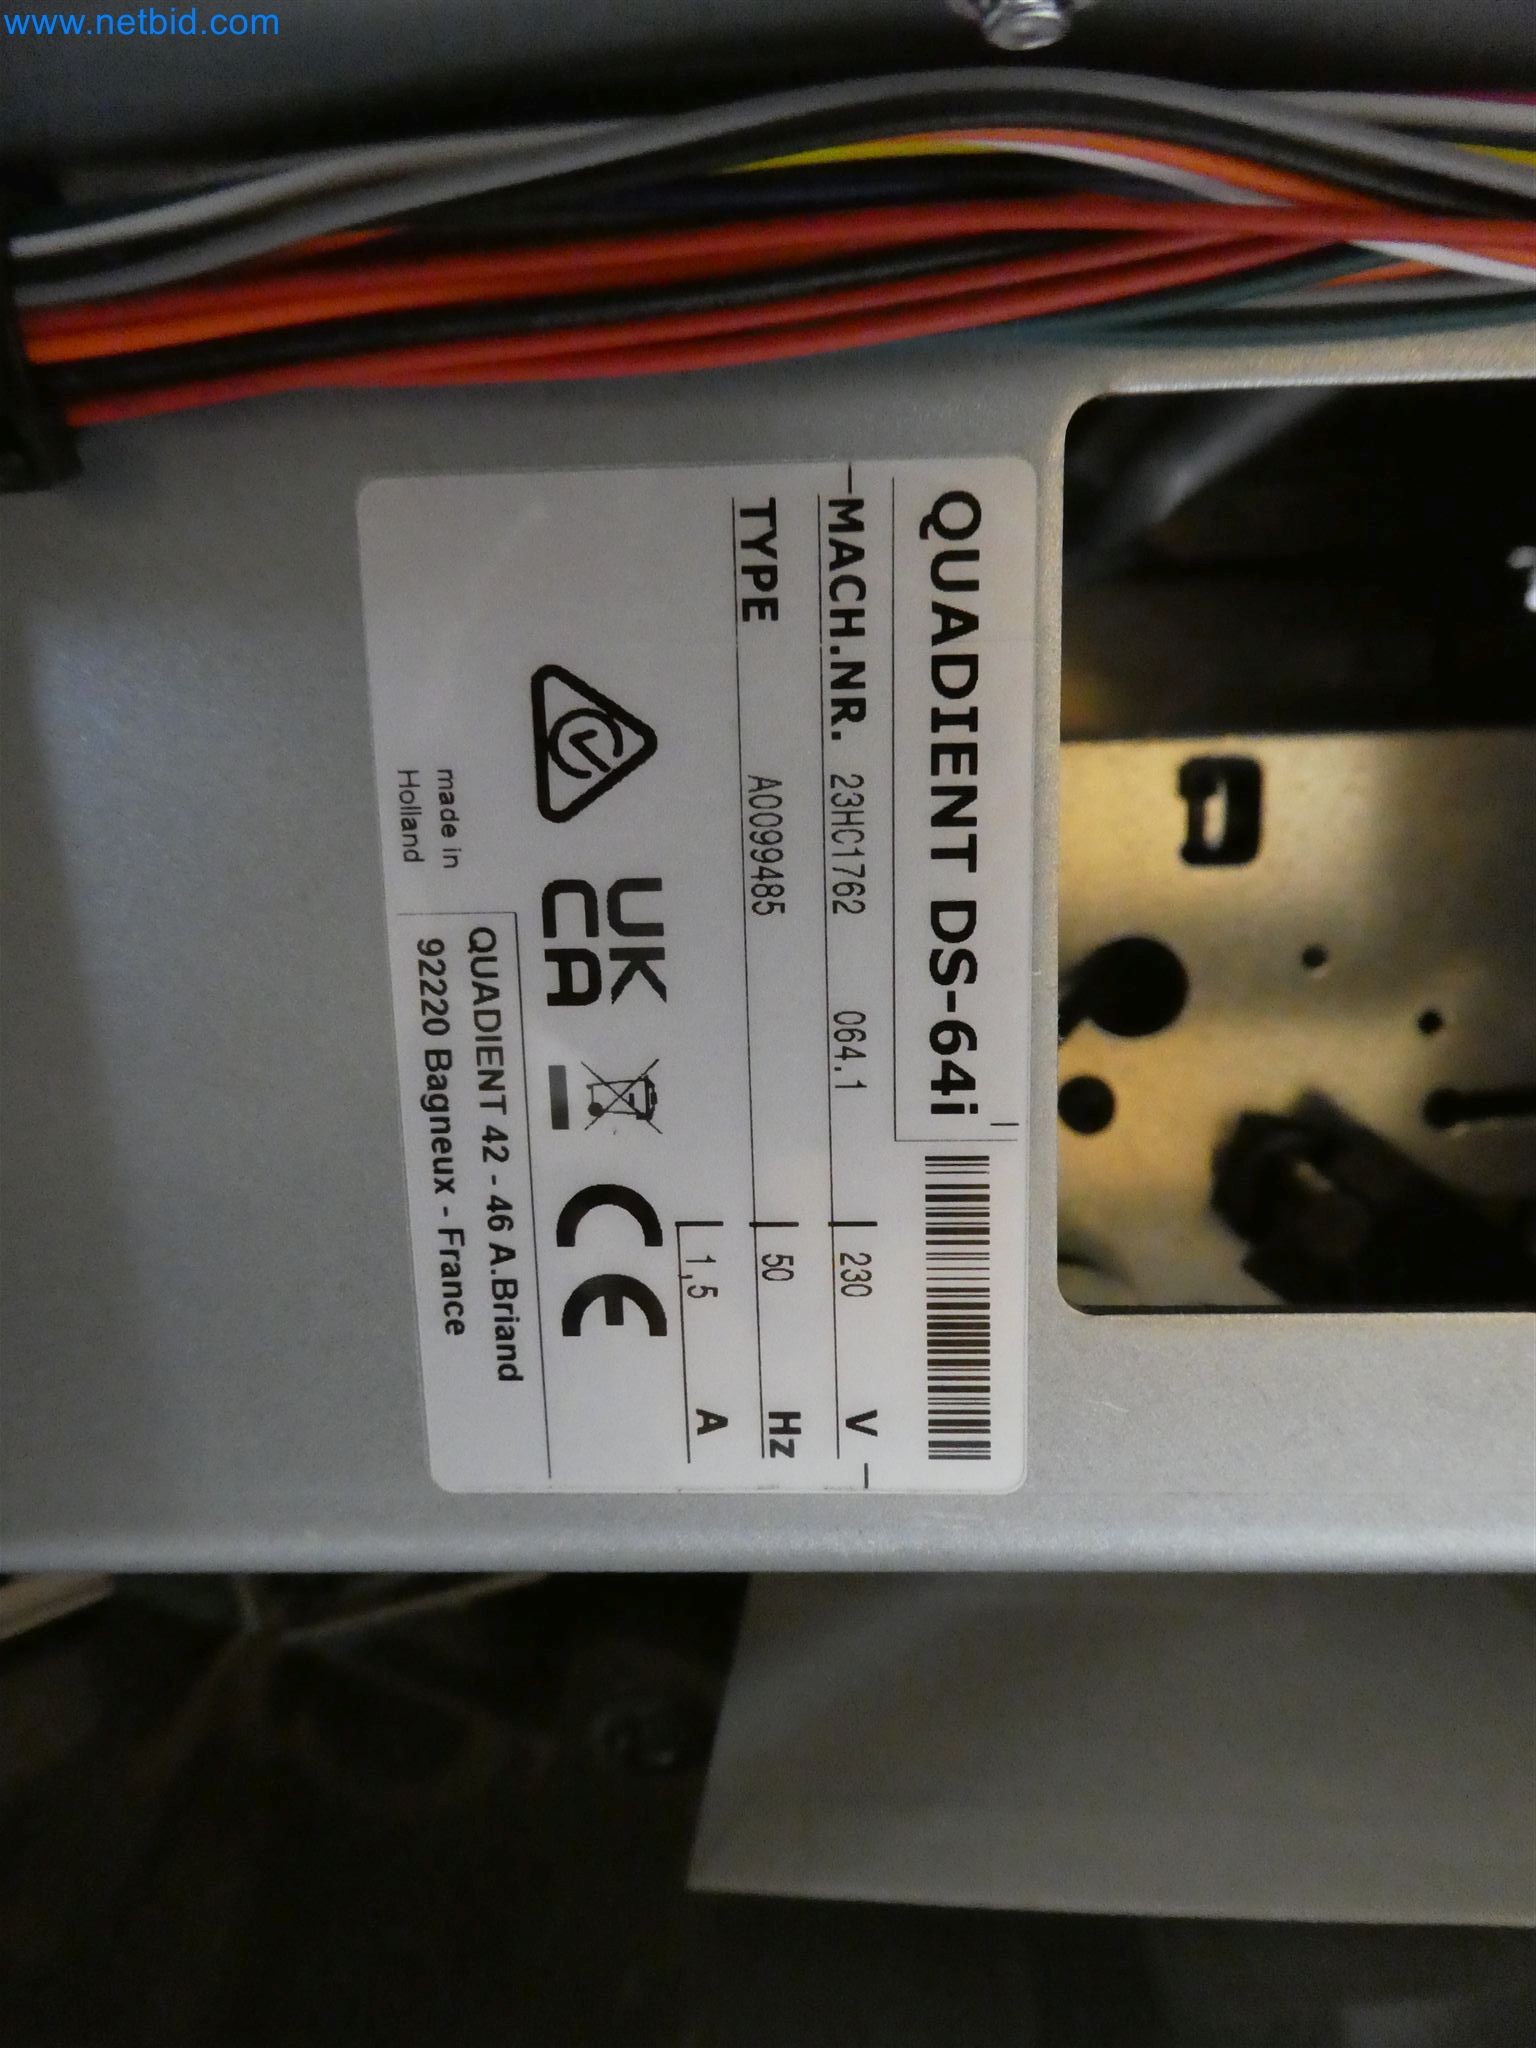 www.netbid.com
QUADIENT DS-64i
MACH.NR. 23HC1762 064.1 230 V
TYPE A0099485 50 Hz
1,5 A
UK
CA
CE
made in
Holland
QUADIENT 42 - 46 A.Briand
92220 Bagneux - France